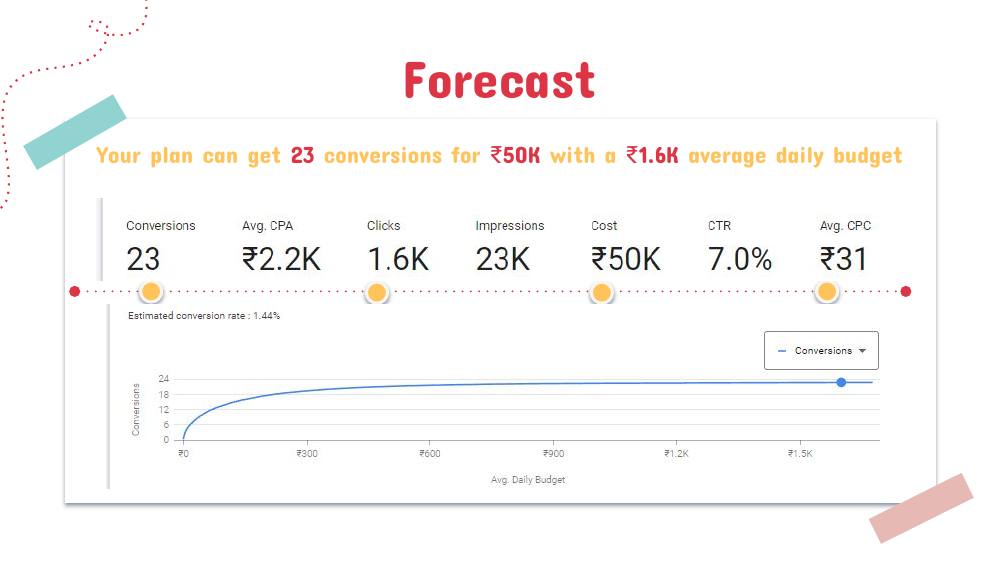 Forecast
Your plan can get 23 conversions for ₹50K with a ₹1.6K average daily budget
Conversions Avg. CPA Clicks Impressions Cost CTR Avg. CPC
23 ₹2.2K 1.6K 23K ₹50K 7.0% ₹31
Estimated conversion rate : 1.44%
Conversions
Conversions
24
18
12
6
0
₹0 ₹300 ₹600 ₹900 ₹1.2K ₹1.5K
Avg. Daily Budget